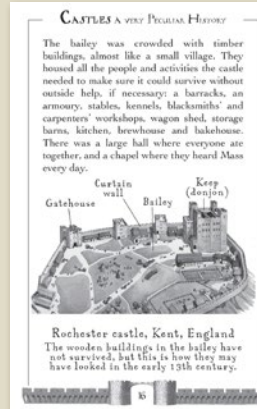 CASTLES A VERY PECULIAR HISTORY
The bailey was crowded with timber
buildings, almost like a small village. They
housed all the people and activities the castle
needed to make sure it could survive without
outside help, if necessary: a barracks, an
armoury, stables, kennels, blacksmiths' and
carpenters' workshops, wagon shed, storage
barns, kitchen, brewhouse and bakehouse.
There was a large hall where everyone ate
together, and a chapel where they heard Mass
every day.
Gatehouse
Curtain
wall
Bailey
Keep
(donjon)
Rochester castle, Kent, England
The wooden buildings in the bailey have
not survived, but this is how they may
have looked in the early 13th century.
16